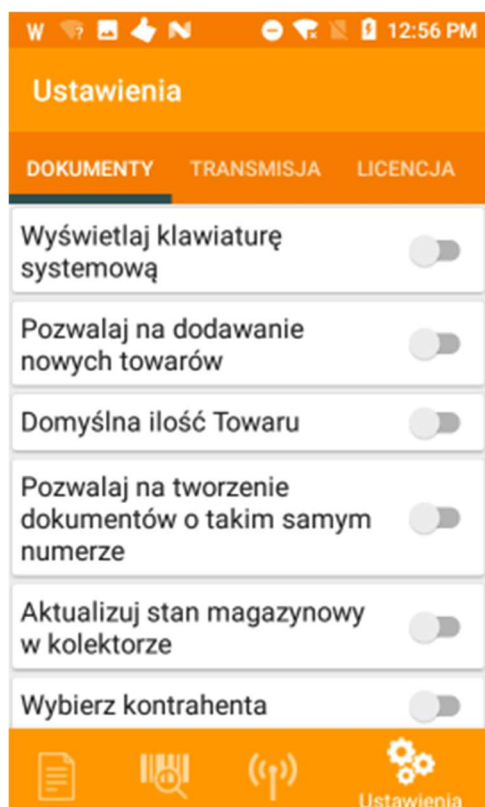 12:56 PM
Ustawienia
DOKUMENTY TRANSMISJA LICENCJA
Wyświetlaj klawiaturę
systemową
Pozwalaj na dodawanie
nowych towarów
Domyślna ilość Towaru
Pozwalaj na tworzenie
dokumentów o takim samym
numerze
Aktualizuj stan magazynowy
w kolektorze
Wybierz kontrahenta
Ustawienia